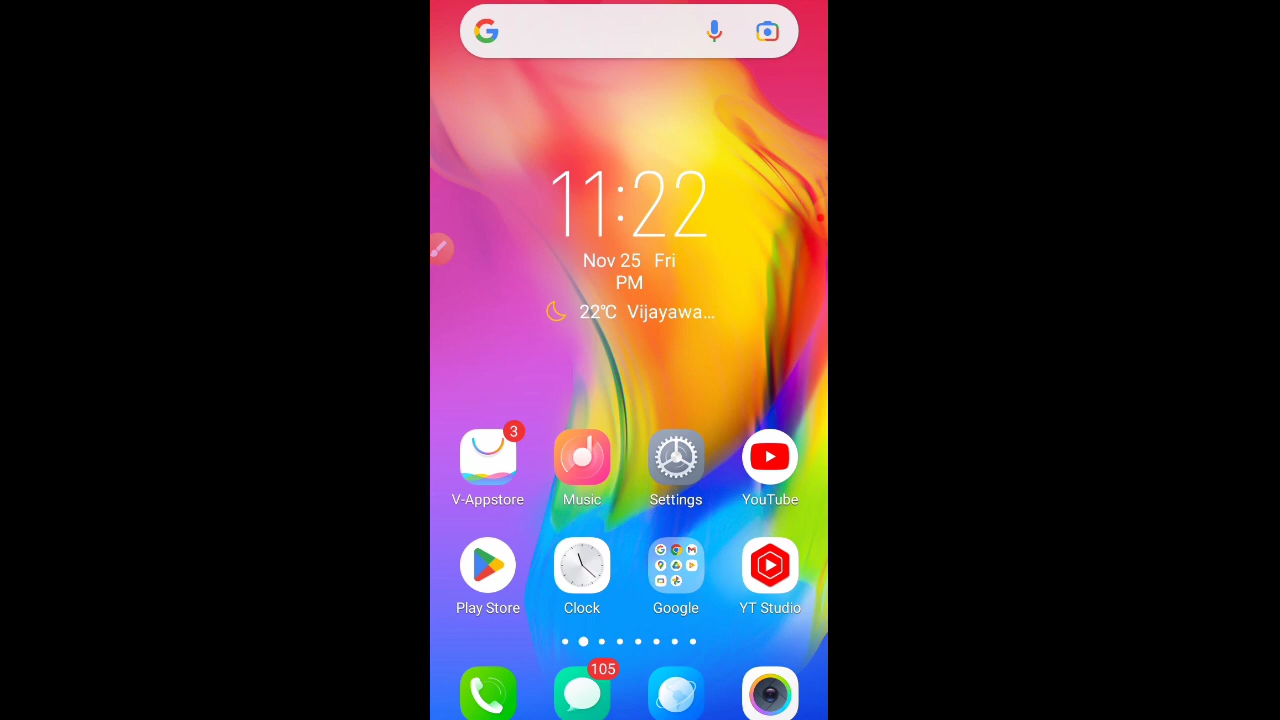 11:22
Nov 25 Fri
PM
22℃ Vijayawa...
3
V-Appstore
Music
Settings
YouTube
Play Store
Clock
Google
YT Studio
105